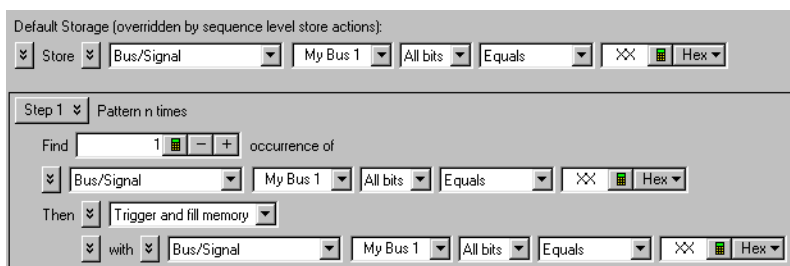 Default Storage (overridden by sequence level store actions):
Store Bus/Signal My Bus 1 All bits Equals XX Hex
Step 1 Pattern n times
Find 1 - + occurrence of
Bus/Signal My Bus 1 All bits Equals XX Hex
Then Trigger and fill memory
with Bus/Signal My Bus 1 All bits Equals XX Hex